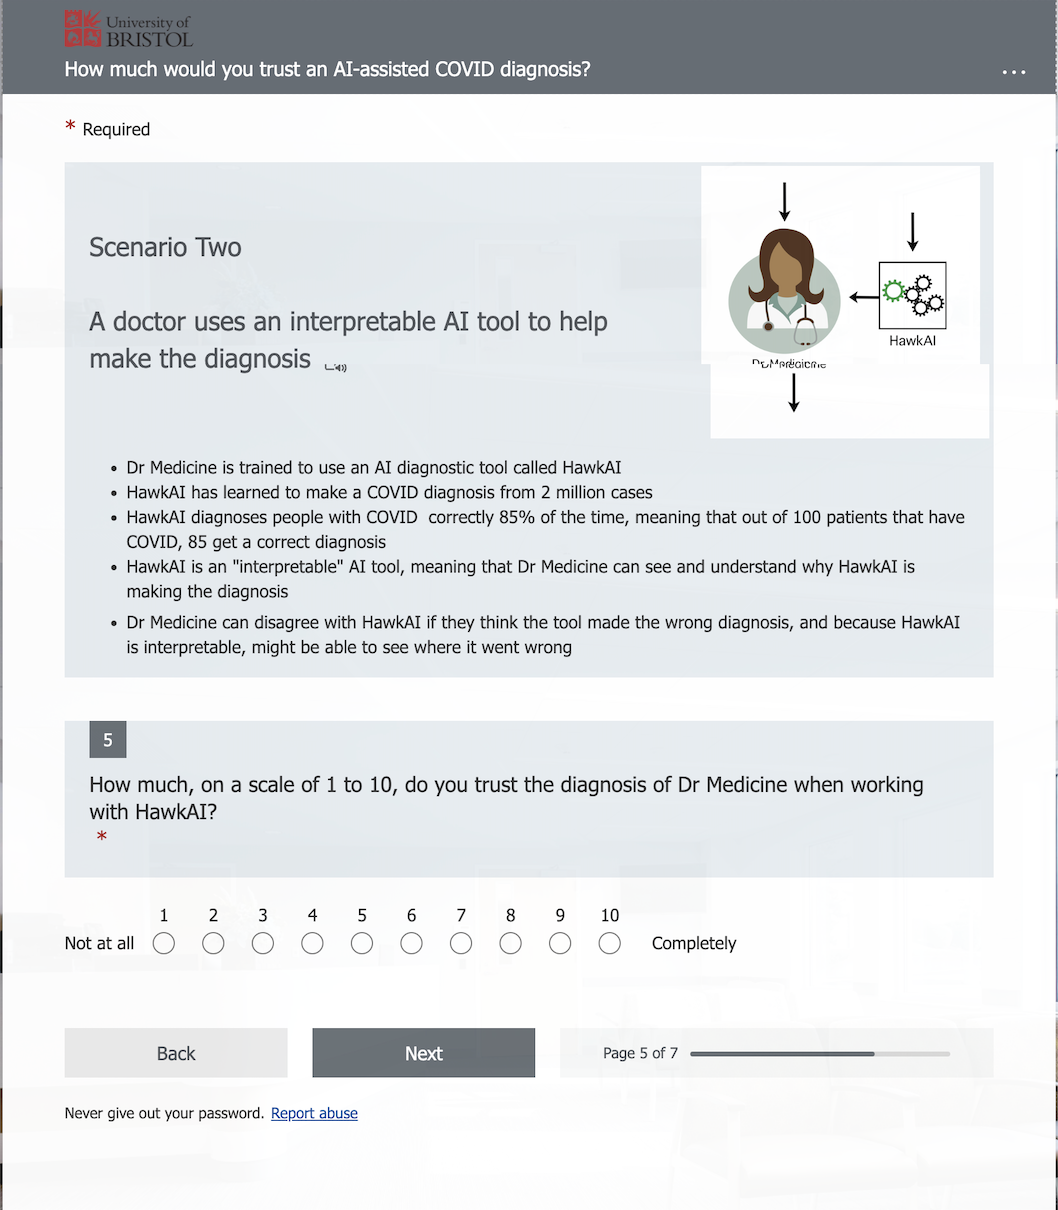 University of
BRISTOL
How much would you trust an AI-assisted COVID diagnosis?
* Required
Scenario Two
A doctor uses an interpretable AI tool to help
make the diagnosis
HawkAI
Dr Medicine
Dr Medicine is trained to use an AI diagnostic tool called HawkAI
HawkAI has learned to make a COVID diagnosis from 2 million cases
HawkAI diagnoses people with COVID  correctly 85% of the time, meaning that out of 100 patients that have
COVID, 85 get a correct diagnosis
HawkAI is an "interpretable" AI tool, meaning that Dr Medicine can see and understand why HawkAI is
making the diagnosis
Dr Medicine can disagree with HawkAI if they think the tool made the wrong diagnosis, and because HawkAI
is interpretable, might be able to see where it went wrong
5
How much, on a scale of 1 to 10, do you trust the diagnosis of Dr Medicine when working
with HawkAI?
*
1 2 3 4 5 6 7 8 9 10
Not at all Completely
Back Next Page 5 of 7
Never give out your password. Report abuse